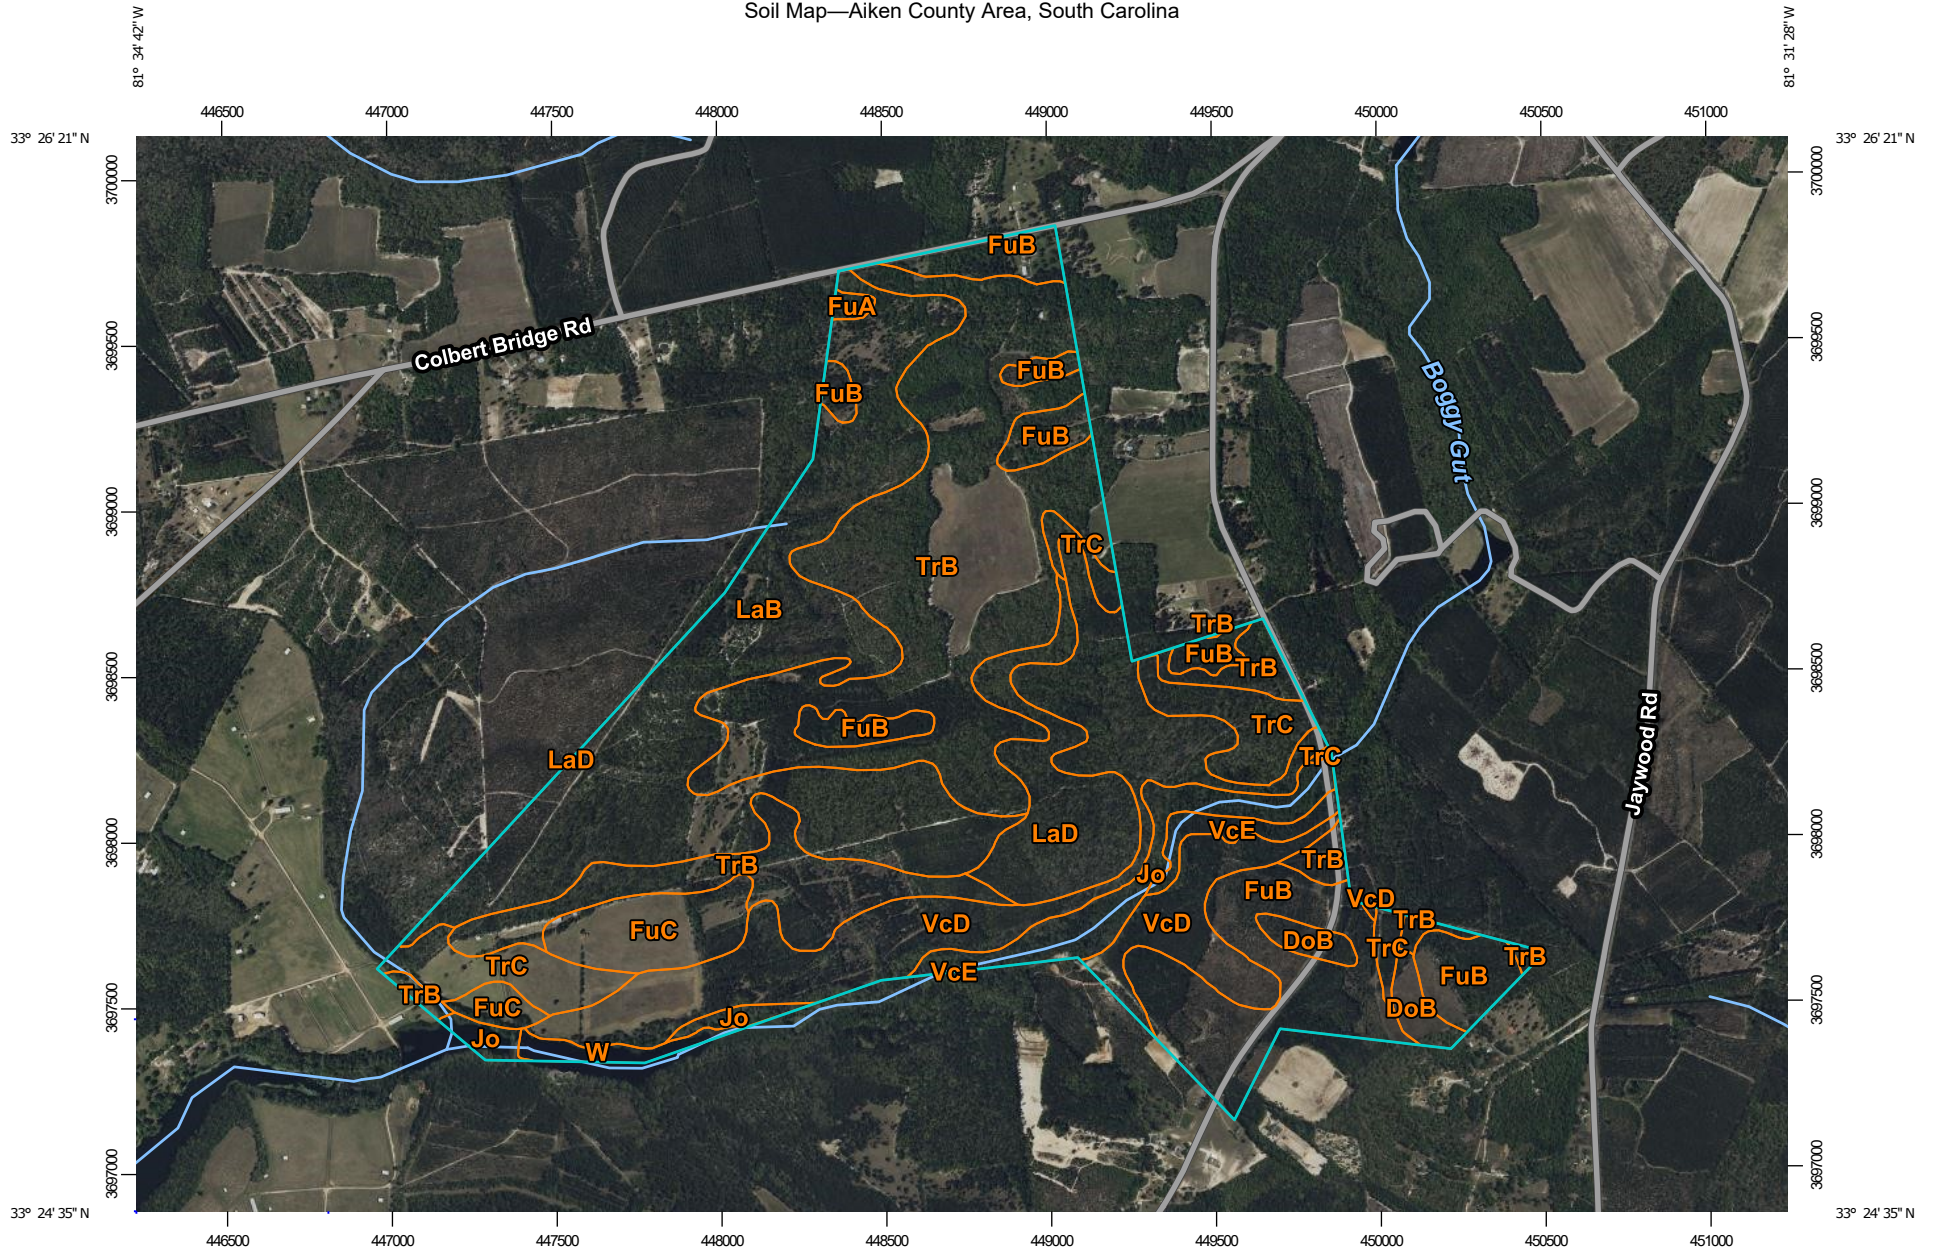 Soil Map—Aiken County Area, South Carolina
81° 34' 42" W
81° 31' 28" W
446500 447000 447500 448000 448500 449000 449500 450000 450500 451000
33° 26' 21" N
33° 26' 21" N
3700000
3700000
FuB
FuA
Colbert Bridge Rd
3699500
3699500
FuB
FuB
Boggy Gut
FuB
3699000
3699000
TrC
TrB
LaB
TrB
FuB
TrB
3698500
3698500
TrC
FuB
Jaywood Rd
TrC
LaD
VcE
LaD
3698000
3698000
TrB
TrB
Jo
FuB
VcD
TrB
VcD
VcD
FuC
DoB
TrC
TrB
TrC
VcE
FuB
TrB
FuC
DoB
3697500
3697500
Jo
Jo
W
3697000
3697000
33° 24' 35" N
33° 24' 35" N
446500 447000 447500 448000 448500 449000 449500 450000 450500 451000